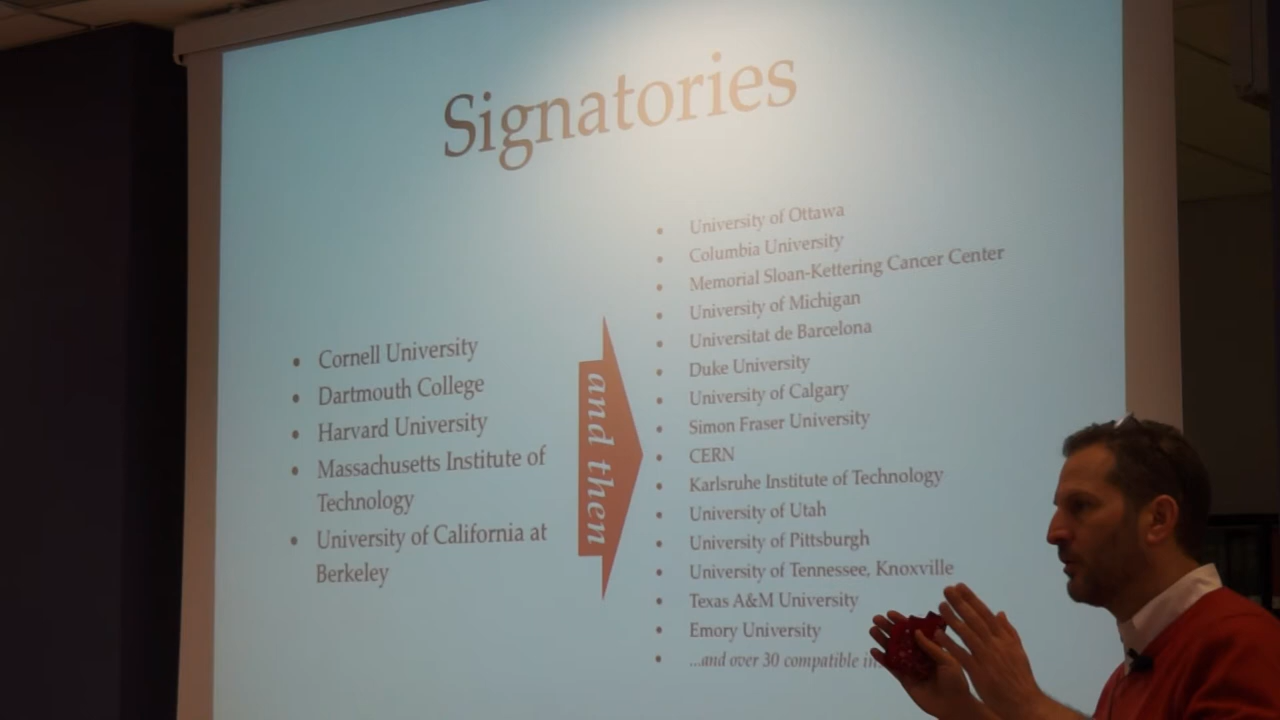 Signatories
Cornell University
Dartmouth College
Harvard University
Massachusetts Institute of
Technology
University of California at
Berkeley
and then
University of Ottawa
Columbia University
Memorial Sloan-Kettering Cancer Center
University of Michigan
Universitat de Barcelona
Duke University
University of Calgary
Simon Fraser University
CERN
Karlsruhe Institute of Technology
University of Utah
University of Pittsburgh
University of Tennessee, Knoxville
Texas A&M University
Emory University
...and over 30 compatible